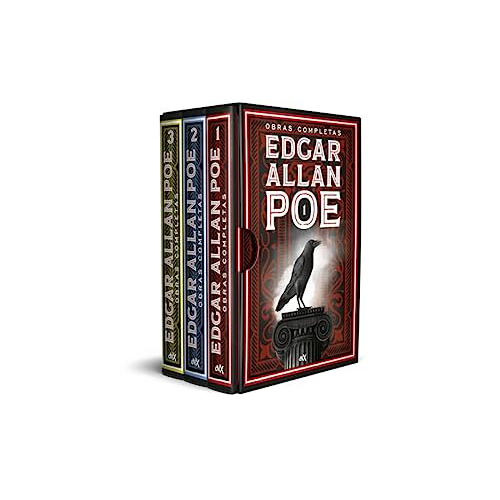 3
EDGAR ALLAN POE
OBRAS COMPLETAS
2
EDGAR ALLAN POE
OBRAS COMPLETAS
1
EDGAR ALLAN POE
OBRAS COMPLETAS
OBRAS COMPLETAS
EDGAR
ALLAN
POE
1